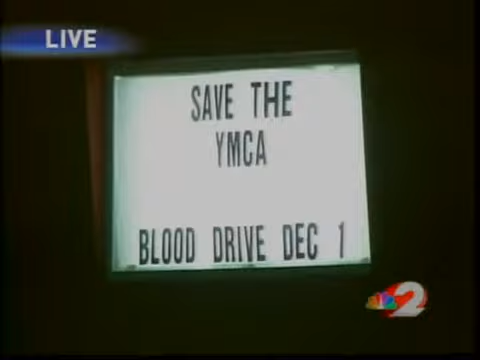 LIVE
SAVE THE
YMCA
BLOOD DRIVE DEC 1
2